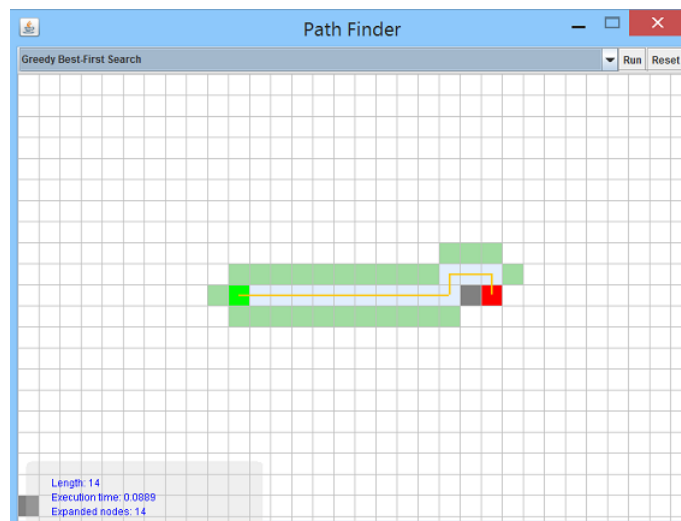 Path Finder
Greedy Best-First Search
Run
Reset
Length: 14
Execution time: 0.0889
Expanded nodes: 14